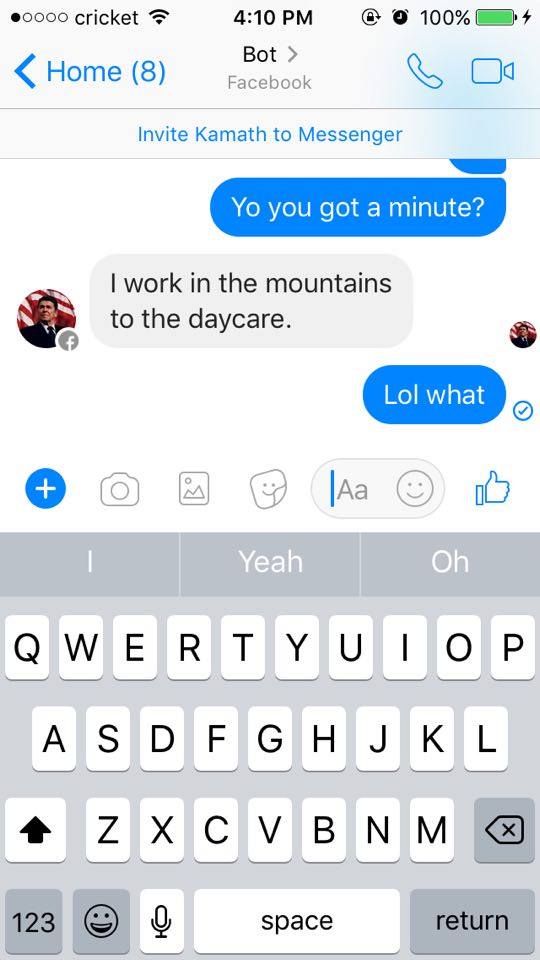 cricket 4:10 PM 100%
Home (8) Bot
Facebook
Invite Kamath to Messenger
Yo you got a minute?
I work in the mountains
to the daycare.
Lol what
Aa
I Yeah Oh
Q W E R T Y U I O P
A S D F G H J K L
Z X C V B N M
123 space return